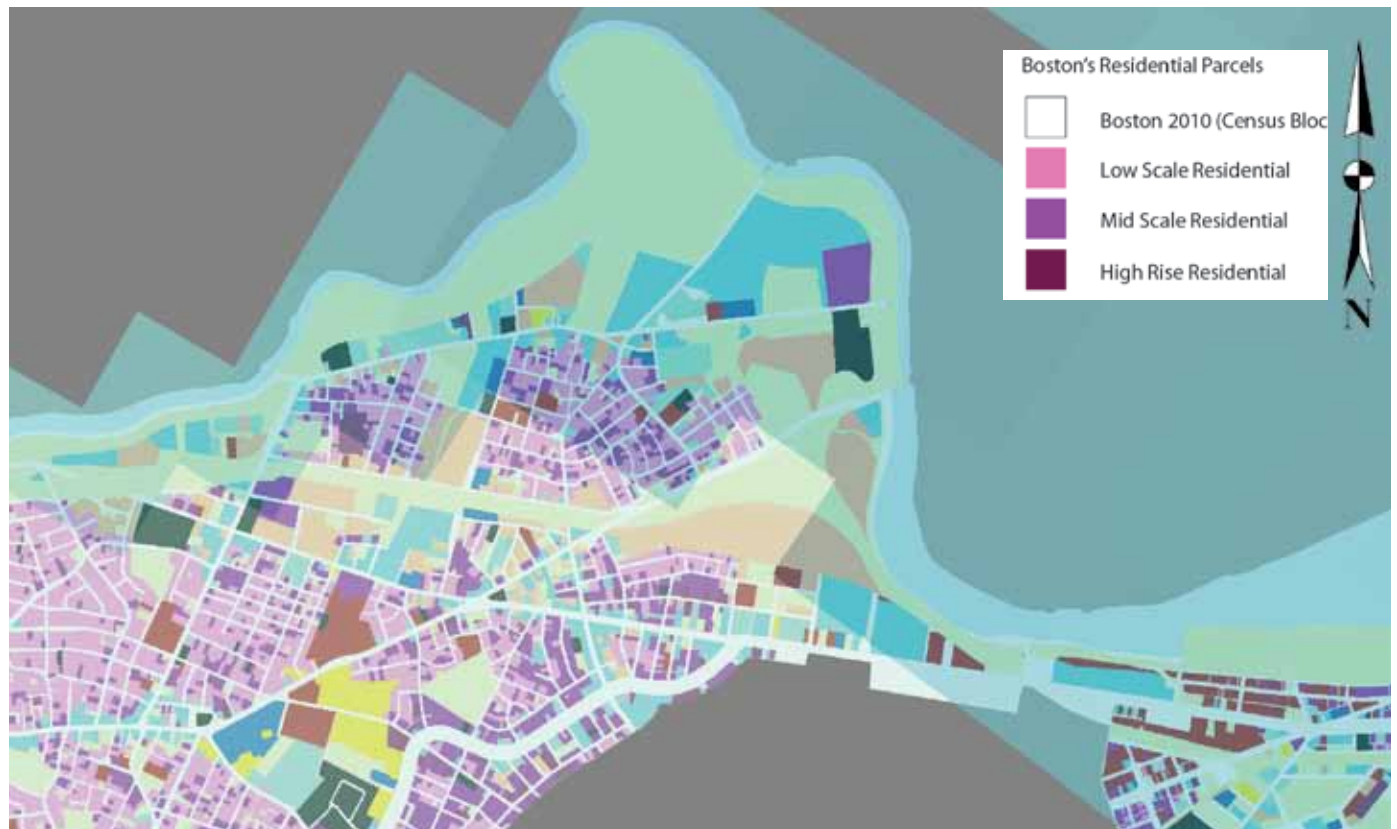 Boston's Residential Parcels
Boston 2010 (Census Bloc
Low Scale Residential
Mid Scale Residential
High Rise Residential
N